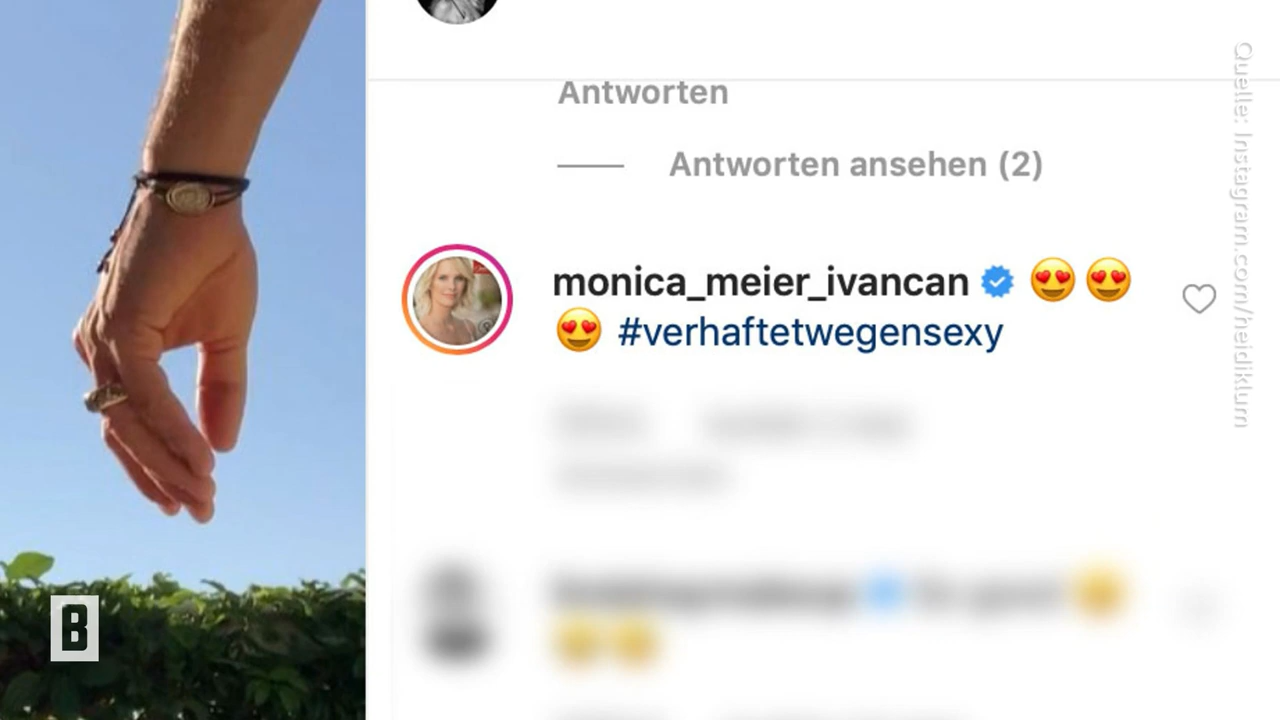 Antworten
Antworten ansehen (2)
monica_meier_ivancan 😍 😍
😍 #verhaftetwegensexy
Quelle: Instagram.com/heidiklum
B